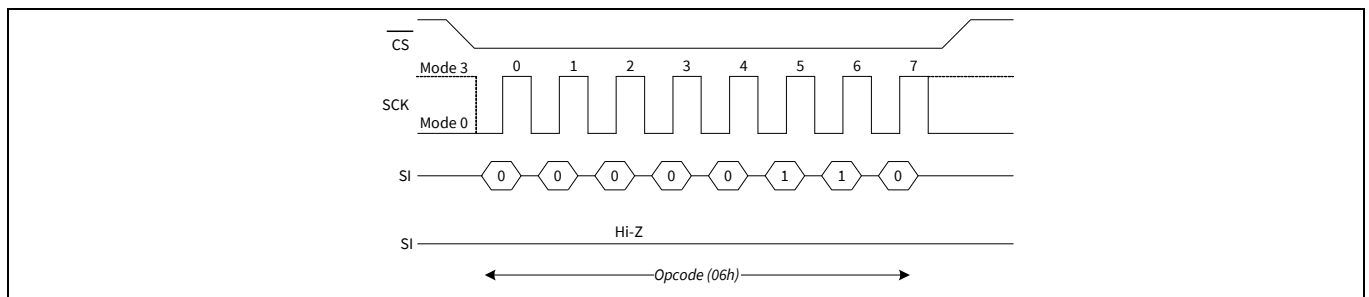 CS
Mode 3 0 1 2 3 4 5 6 7
SCK
Mode 0
SI 0 0 0 0 0 1 1 0
Hi-Z
SI
Opcode (06h)